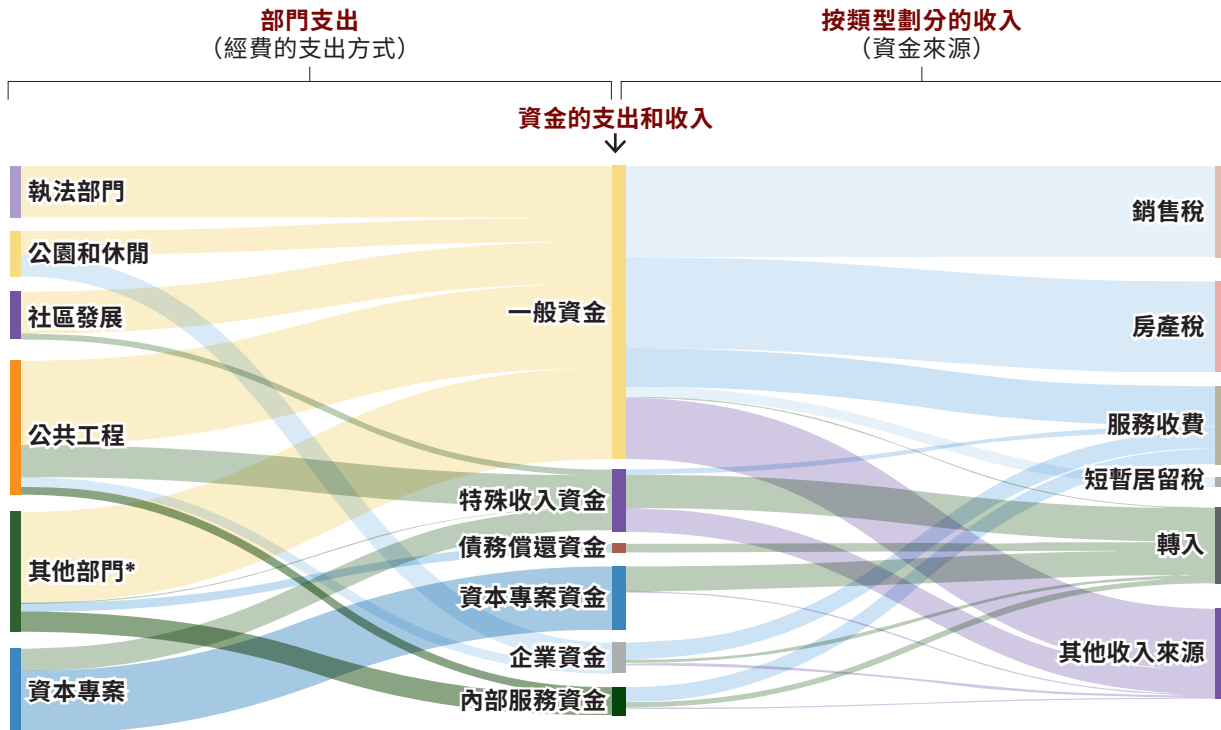 部門支出
（經費的支出方式）
按類型劃分的收入
（資金來源）
資金的支出和收入
執法部門
公園和休閒
社區發展
公共工程
其他部門*
資本專案
一般資金
特殊收入資金
債務償還資金
資本專案資金
企業資金
內部服務資金
銷售稅
房產稅
服務收費
短暫居留稅
轉入
其他收入來源